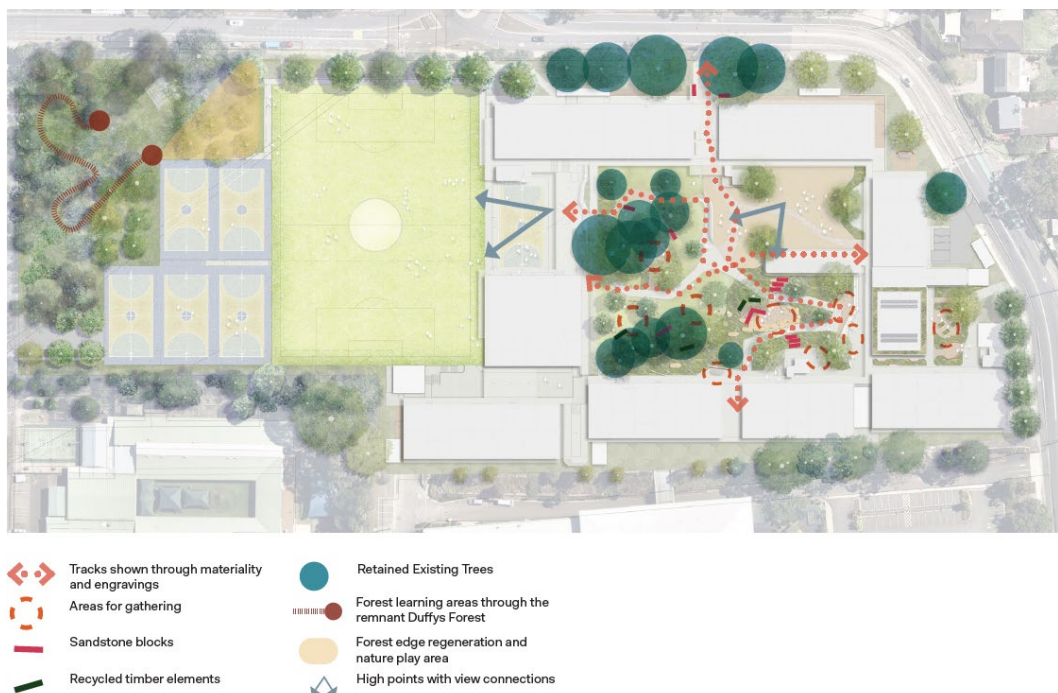 Tracks shown through materiality
and engravings
Areas for gathering
Sandstone blocks
Recycled timber elements
Retained Existing Trees
Forest learning areas through the
remnant Duffys Forest
Forest edge regeneration and
nature play area
High points with view connections